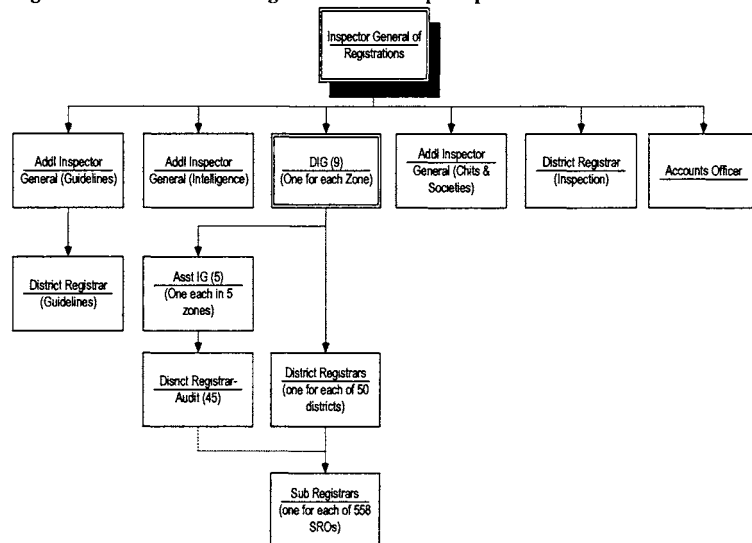 Inspector General of
Registrations
Addl Inspector
General (Guidelines)
Addl Inspector
General (Intelligence)
DIG (9)
(One for each Zone)
Addl Inspector
General (Chits &
Societies)
District Registrar
(Inspection)
Accounts Officer
District Registrar
(Guidelines)
Asst IG (5)
(One each in 5
zones)
Disrict Registrar-
Audit (45)
District Registrars
(one for each of 50
districts)
Sub Registrars
(one for each of 558
SROs)